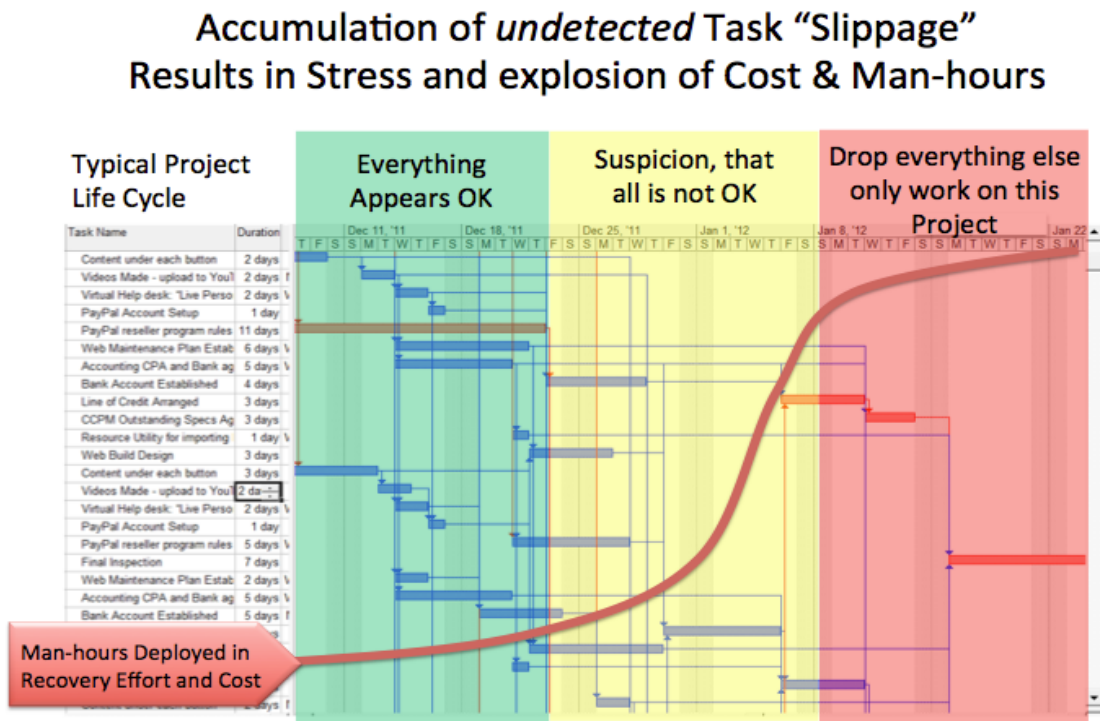 Accumulation of undetected Task “Slippage”
Results in Stress and explosion of Cost & Man-hours
Typical Project
Life Cycle
Everything
Appears OK
Suspicion, that
all is not OK
Drop everything else
only work on this
Project
Task Name Duration
Dec 11, '11 Dec 18, '11 Dec 25, '11 Jan 1, '12 Jan 8, '12 Jan 22
T F S S M T W T F S S M T W T F S S M T W T F S S M T W T F S S M T W T F S S M T W T F S S M
Content under each button 2 days
Videos Made - upload to YouT 2 days
Virtual Help desk: "Live Perso 2 days
PayPal Account Setup 1 day
PayPal reseller program rules 11 days
Web Maintenance Plan Estab 6 days
Accounting CPA and Bank ag 5 days
Bank Account Established 4 days
Line of Credit Arranged 3 days
CCPM Outstanding Specs Ag 3 days
Resource Utility for importing 1 day
Web Build Design 3 days
Content under each button 3 days
Videos Made - upload to YouT 2 da
Virtual Help desk: "Live Perso 2 days
PayPal Account Setup 1 day
PayPal reseller program rules 5 days
Final Inspection 7 days
Web Maintenance Plan Estab 2 days
Accounting CPA and Bank ag 5 days
Bank Account Established 5 days
Man-hours Deployed in
Recovery Effort and Cost
Content under each button 2 days